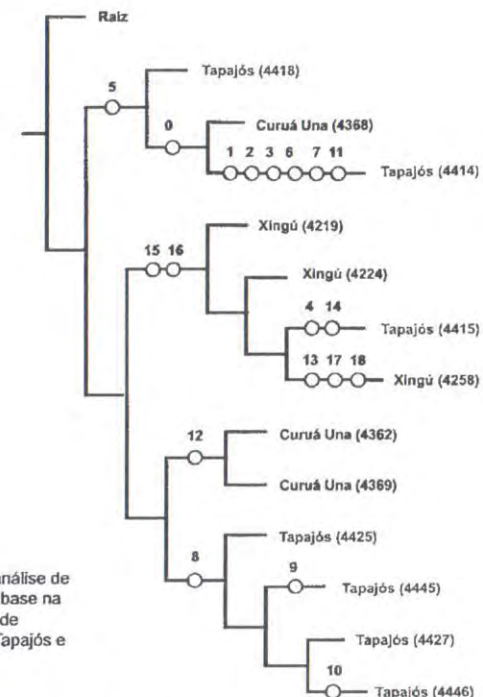 Raiz
Tapajós (4418)
5
0
Curuá Una (4368)
1 2 3 6 7 11
Tapajós (4414)
Xingú (4219)
15 16
Xingú (4224)
4 14
Tapajós (4415)
13 17 18
Xingú (4258)
12
Curuá Una (4362)
Curuá Una (4369)
Tapajós (4425)
8
9
análise de
base na
Tapajós (4445)
de
Tapajós e
Tapajós (4427)
10
Tapajós (4446)